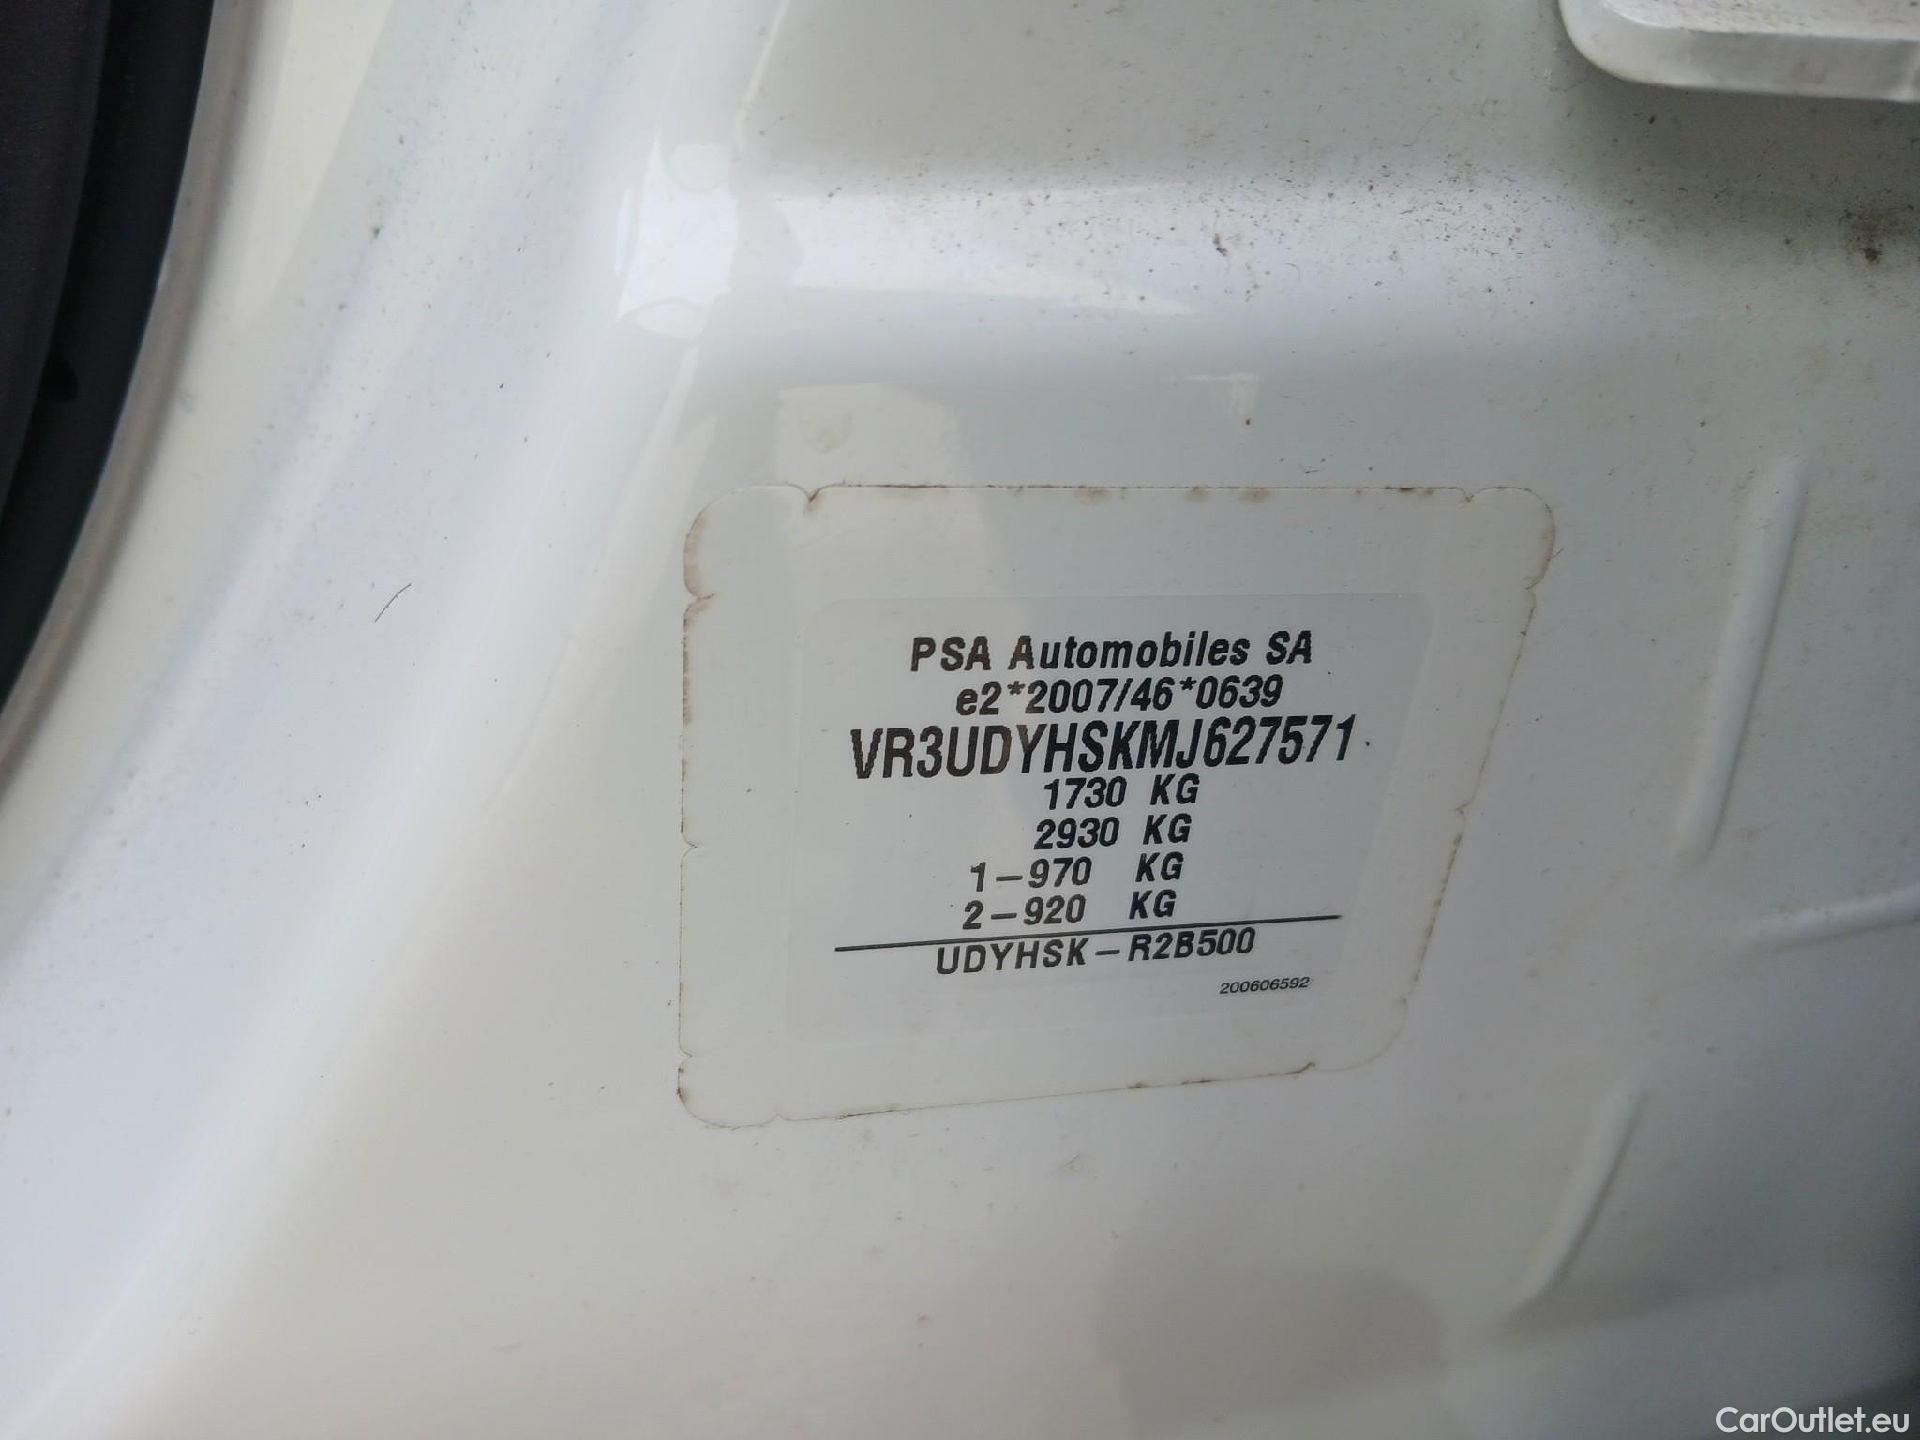 PSA Automobiles SA
e2*2007/46*0639
VR3UDYHSKMJ627571
1730 KG
2930 KG
1-970 KG
2-920 KG
UDYHSK-R2B500
200606592
CarOutlet.eu